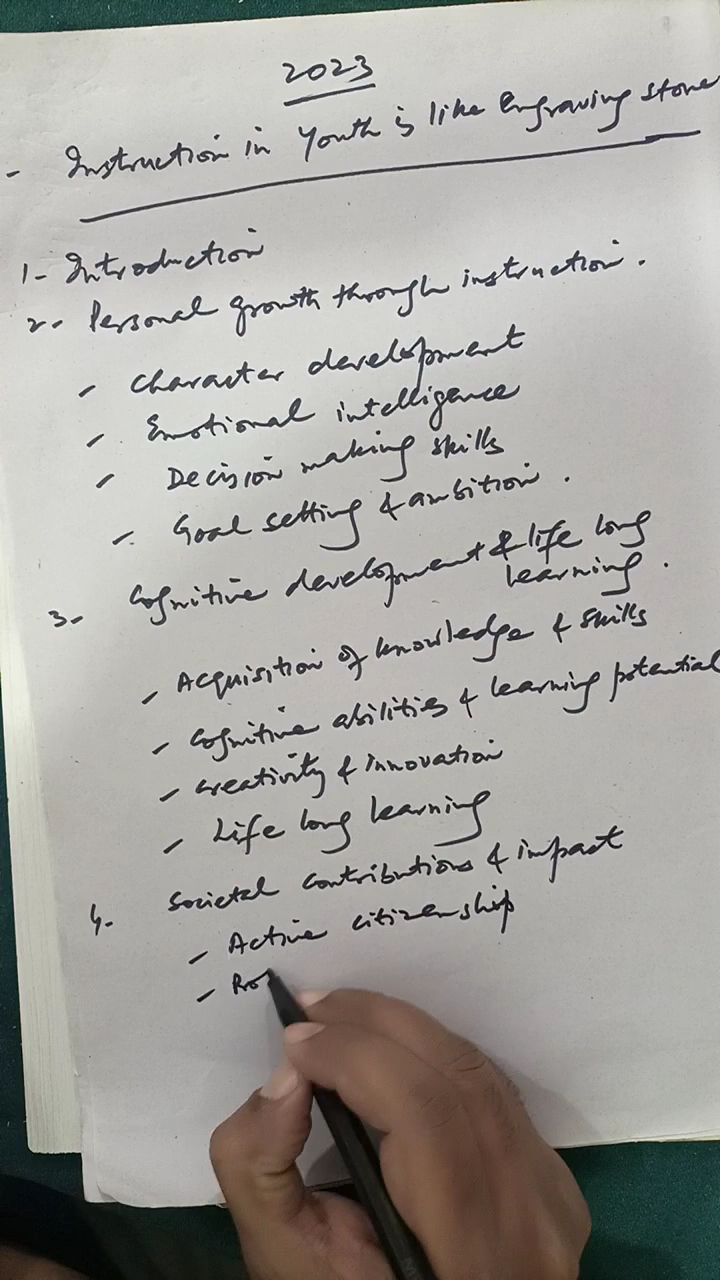 2023
- Instruction in Youth is like Engraving stone
1- Introduction
2- Personal growth through instruction.
- Character development
- Emotional intelligence
- Decision making skills
- Goal setting & ambition.
3- Cognitive development & life long
learning.
- Acquisition of knowledge & skills
- Cognitive abilities & learning potential
- Creativity & innovation
- Life long learning
4. Societal contributions & impact
- Active citizenship
- Ro